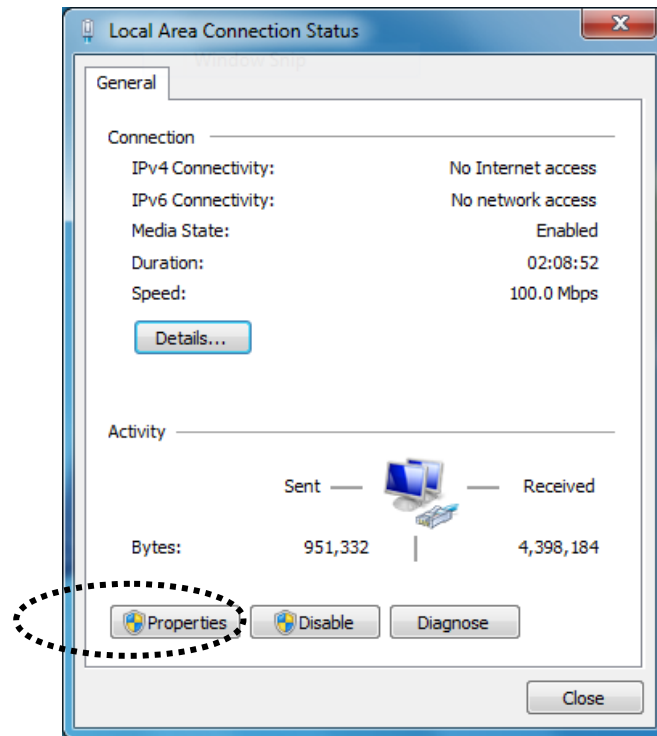 Local Area Connection Status
Window Snip
General
Connection
IPv4 Connectivity: No Internet access
IPv6 Connectivity: No network access
Media State: Enabled
Duration: 02:08:52
Speed: 100.0 Mbps
Details...
Activity
Sent Received
Bytes: 951,332 4,398,184
Properties Disable Diagnose
Close